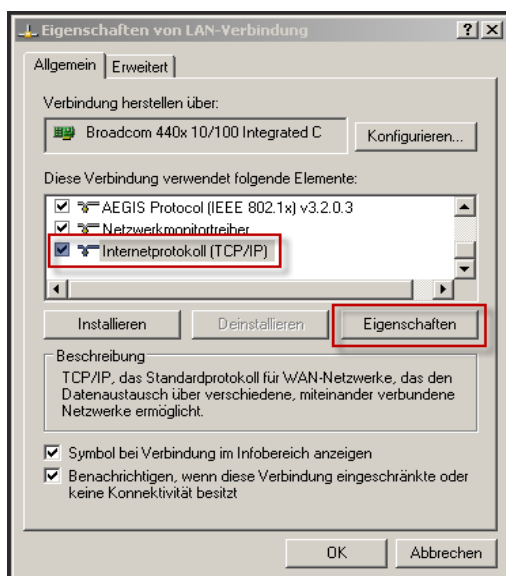 Eigenschaften von LAN-Verbindung
Allgemein
Erweitert
Verbindung herstellen über:
Broadcom 440x 10/100 Integrated C
Konfigurieren...
Diese Verbindung verwendet folgende Elemente:
AEGIS Protocol (IEEE 802.1x) v3.2.0.3
Netzwerkmonitortreiber
Internetprotokoll (TCP/IP)
Installieren
Deinstallieren
Eigenschaften
Beschreibung
TCP/IP, das Standardprotokoll für WAN-Netzwerke, das den
Datenaustausch über verschiedene, miteinander verbundene
Netzwerke ermöglicht.
Symbol bei Verbindung im Infobereich anzeigen
Benachrichtigen, wenn diese Verbindung eingeschränkte oder
keine Konnektivität besitzt
OK
Abbrechen